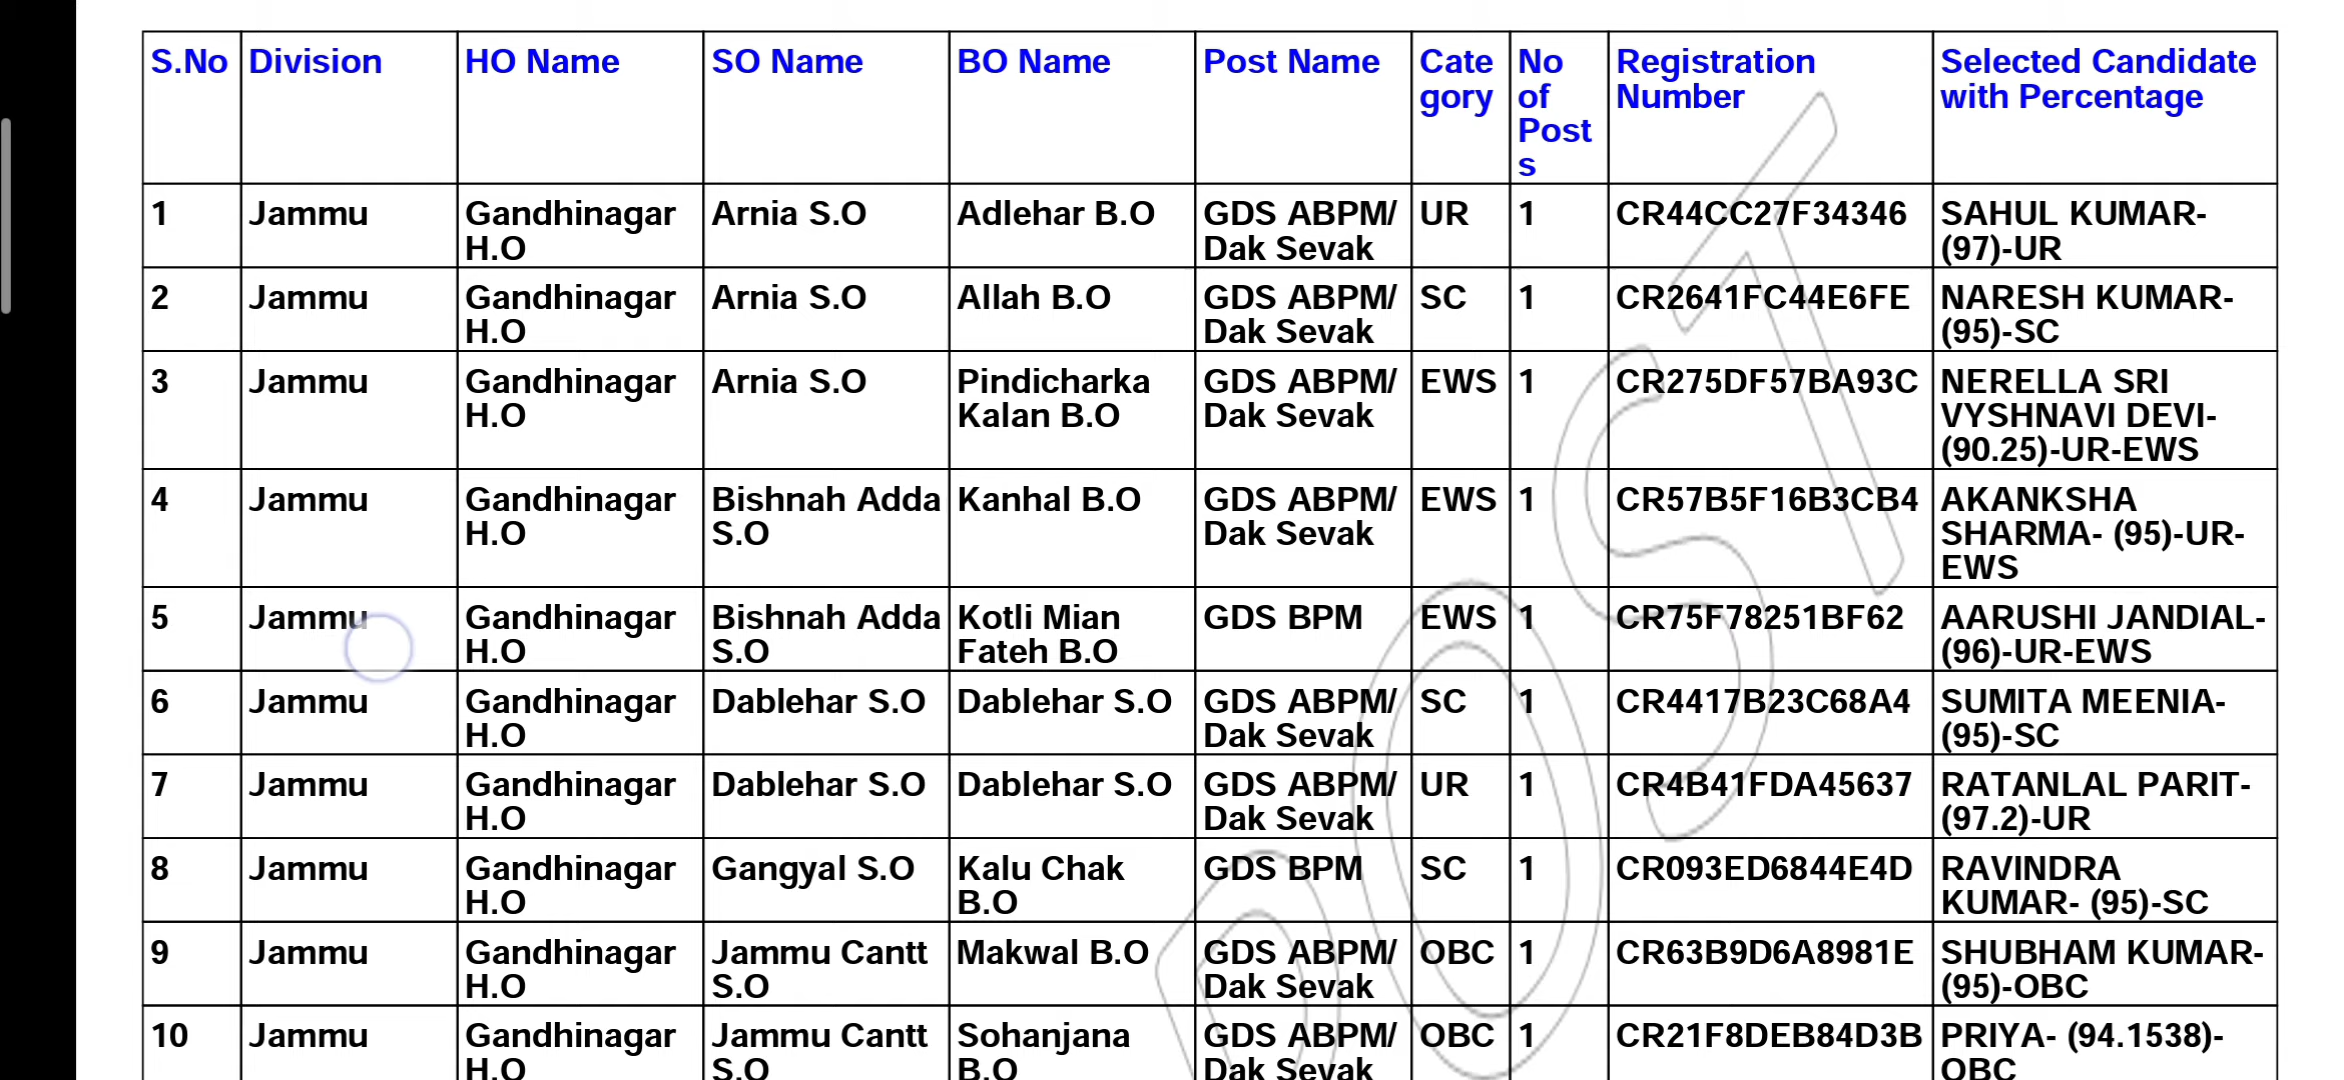 S.No Division HO Name SO Name BO Name Post Name Cate No Registration Selected Candidate
gory of Number with Percentage
Post
s
1 Jammu Gandhinagar Arnia S.O Adlehar B.O GDS ABPM/ UR 1 CR44CC27F34346 SAHUL KUMAR-
H.O Dak Sevak (97)-UR
2 Jammu Gandhinagar Arnia S.O Allah B.O GDS ABPM/ SC 1 CR2641FC44E6FE NARESH KUMAR-
H.O Dak Sevak (95)-SC
3 Jammu Gandhinagar Arnia S.O Pindicharka GDS ABPM/ EWS 1 CR275DF57BA93C NERELLA SRI
H.O Kalan B.O Dak Sevak VYSHNAVI DEVI-
(90.25)-UR-EWS
4 Jammu Gandhinagar Bishnah Adda Kanhal B.O GDS ABPM/ EWS 1 CR57B5F16B3CB4 AKANKSHA
H.O S.O Dak Sevak SHARMA- (95)-UR-
EWS
5 Jammu Gandhinagar Bishnah Adda Kotli Mian GDS BPM EWS 1 CR75F78251BF62 AARUSHI JANDIAL-
H.O S.O Fateh B.O (96)-UR-EWS
6 Jammu Gandhinagar Dablehar S.O Dablehar S.O GDS ABPM/ SC 1 CR4417B23C68A4 SUMITA MEENIA-
H.O Dak Sevak (95)-SC
7 Jammu Gandhinagar Dablehar S.O Dablehar S.O GDS ABPM/ UR 1 CR4B41FDA45637 RATANLAL PARIT-
H.O Dak Sevak (97.2)-UR
8 Jammu Gandhinagar Gangyal S.O Kalu Chak GDS BPM SC 1 CR093ED6844E4D RAVINDRA
H.O B.O KUMAR- (95)-SC
9 Jammu Gandhinagar Jammu Cantt Makwal B.O GDS ABPM/ OBC 1 CR63B9D6A8981E SHUBHAM KUMAR-
H.O S.O Dak Sevak (95)-OBC
10 Jammu Gandhinagar Jammu Cantt Sohanjana GDS ABPM/ OBC 1 CR21F8DEB84D3B PRIYA- (94.1538)-
H.O S.O B.O Dak Sevak OBC
POST